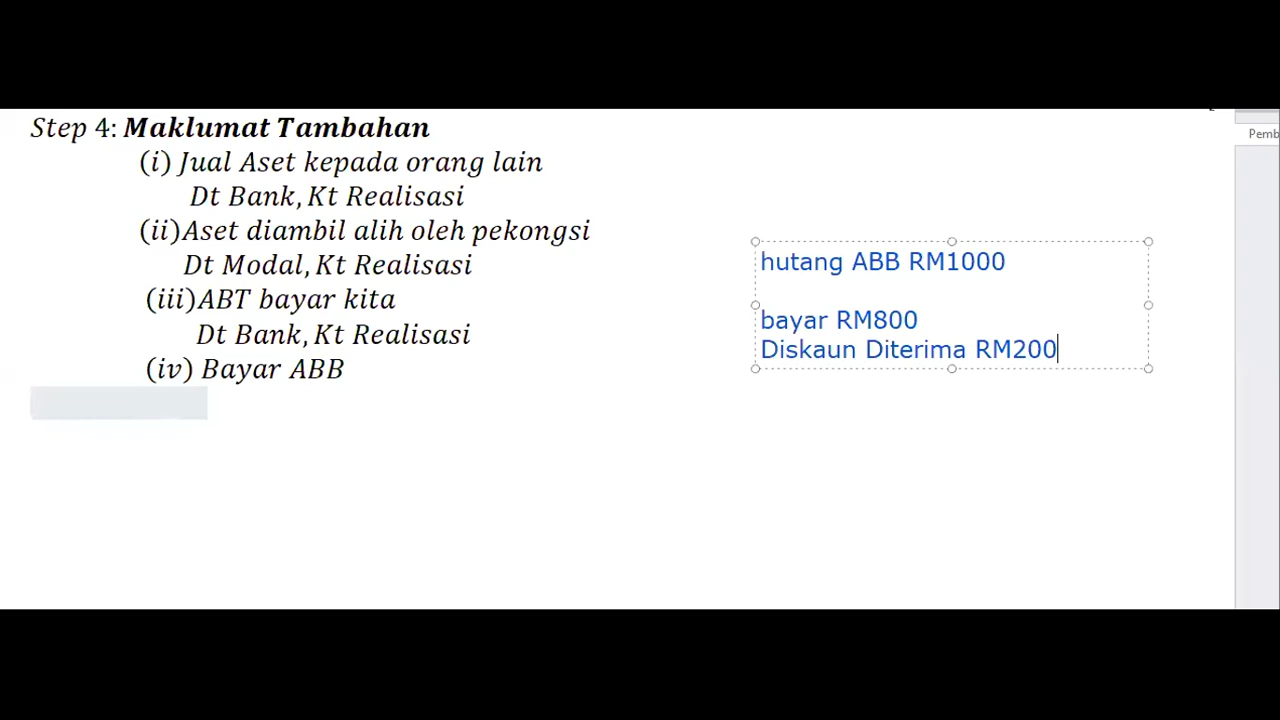 Step 4: Maklumat Tambahan
(i) Jual Aset kepada orang lain
Dt Bank, Kt Realisasi
(ii)Aset diambil alih oleh pekongsi
Dt Modal, Kt Realisasi
(iii)ABT bayar kita
Dt Bank, Kt Realisasi
(iv) Bayar ABB
hutang ABB RM1000
bayar RM800
Diskaun Diterima RM200
Pemb